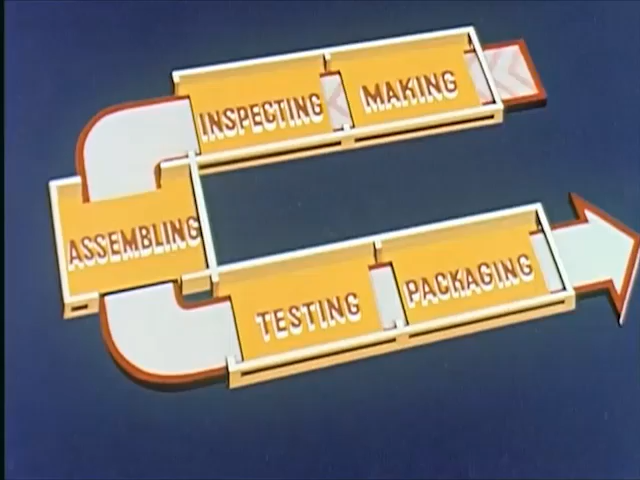 INSPECTING
MAKING
ASSEMBLING
TESTING
PACKAGING